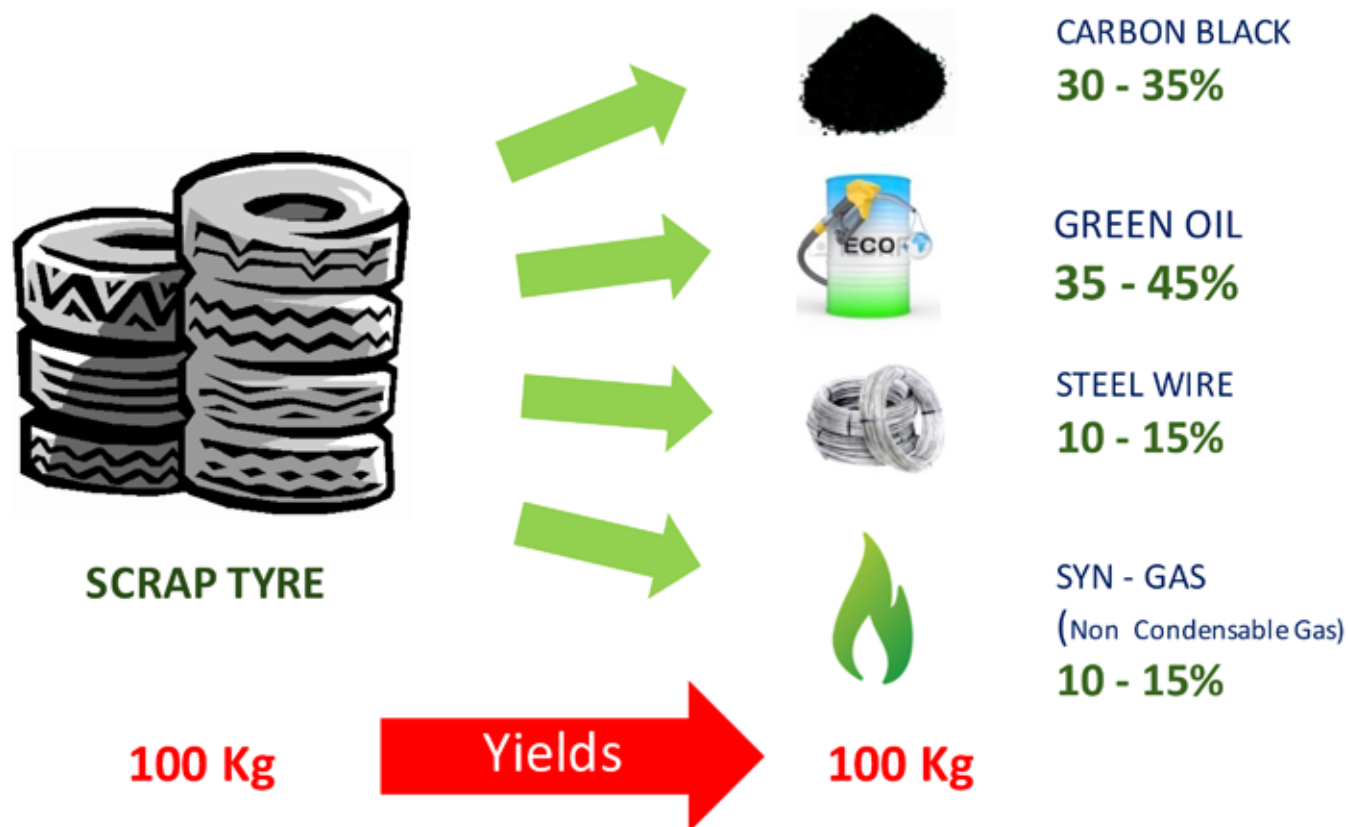 CARBON BLACK
30 - 35%
ECO
GREEN OIL
35 - 45%
STEEL WIRE
10 - 15%
SCRAP TYRE
SYN - GAS
(Non Condensable Gas)
10 - 15%
100 Kg
Yields
100 Kg